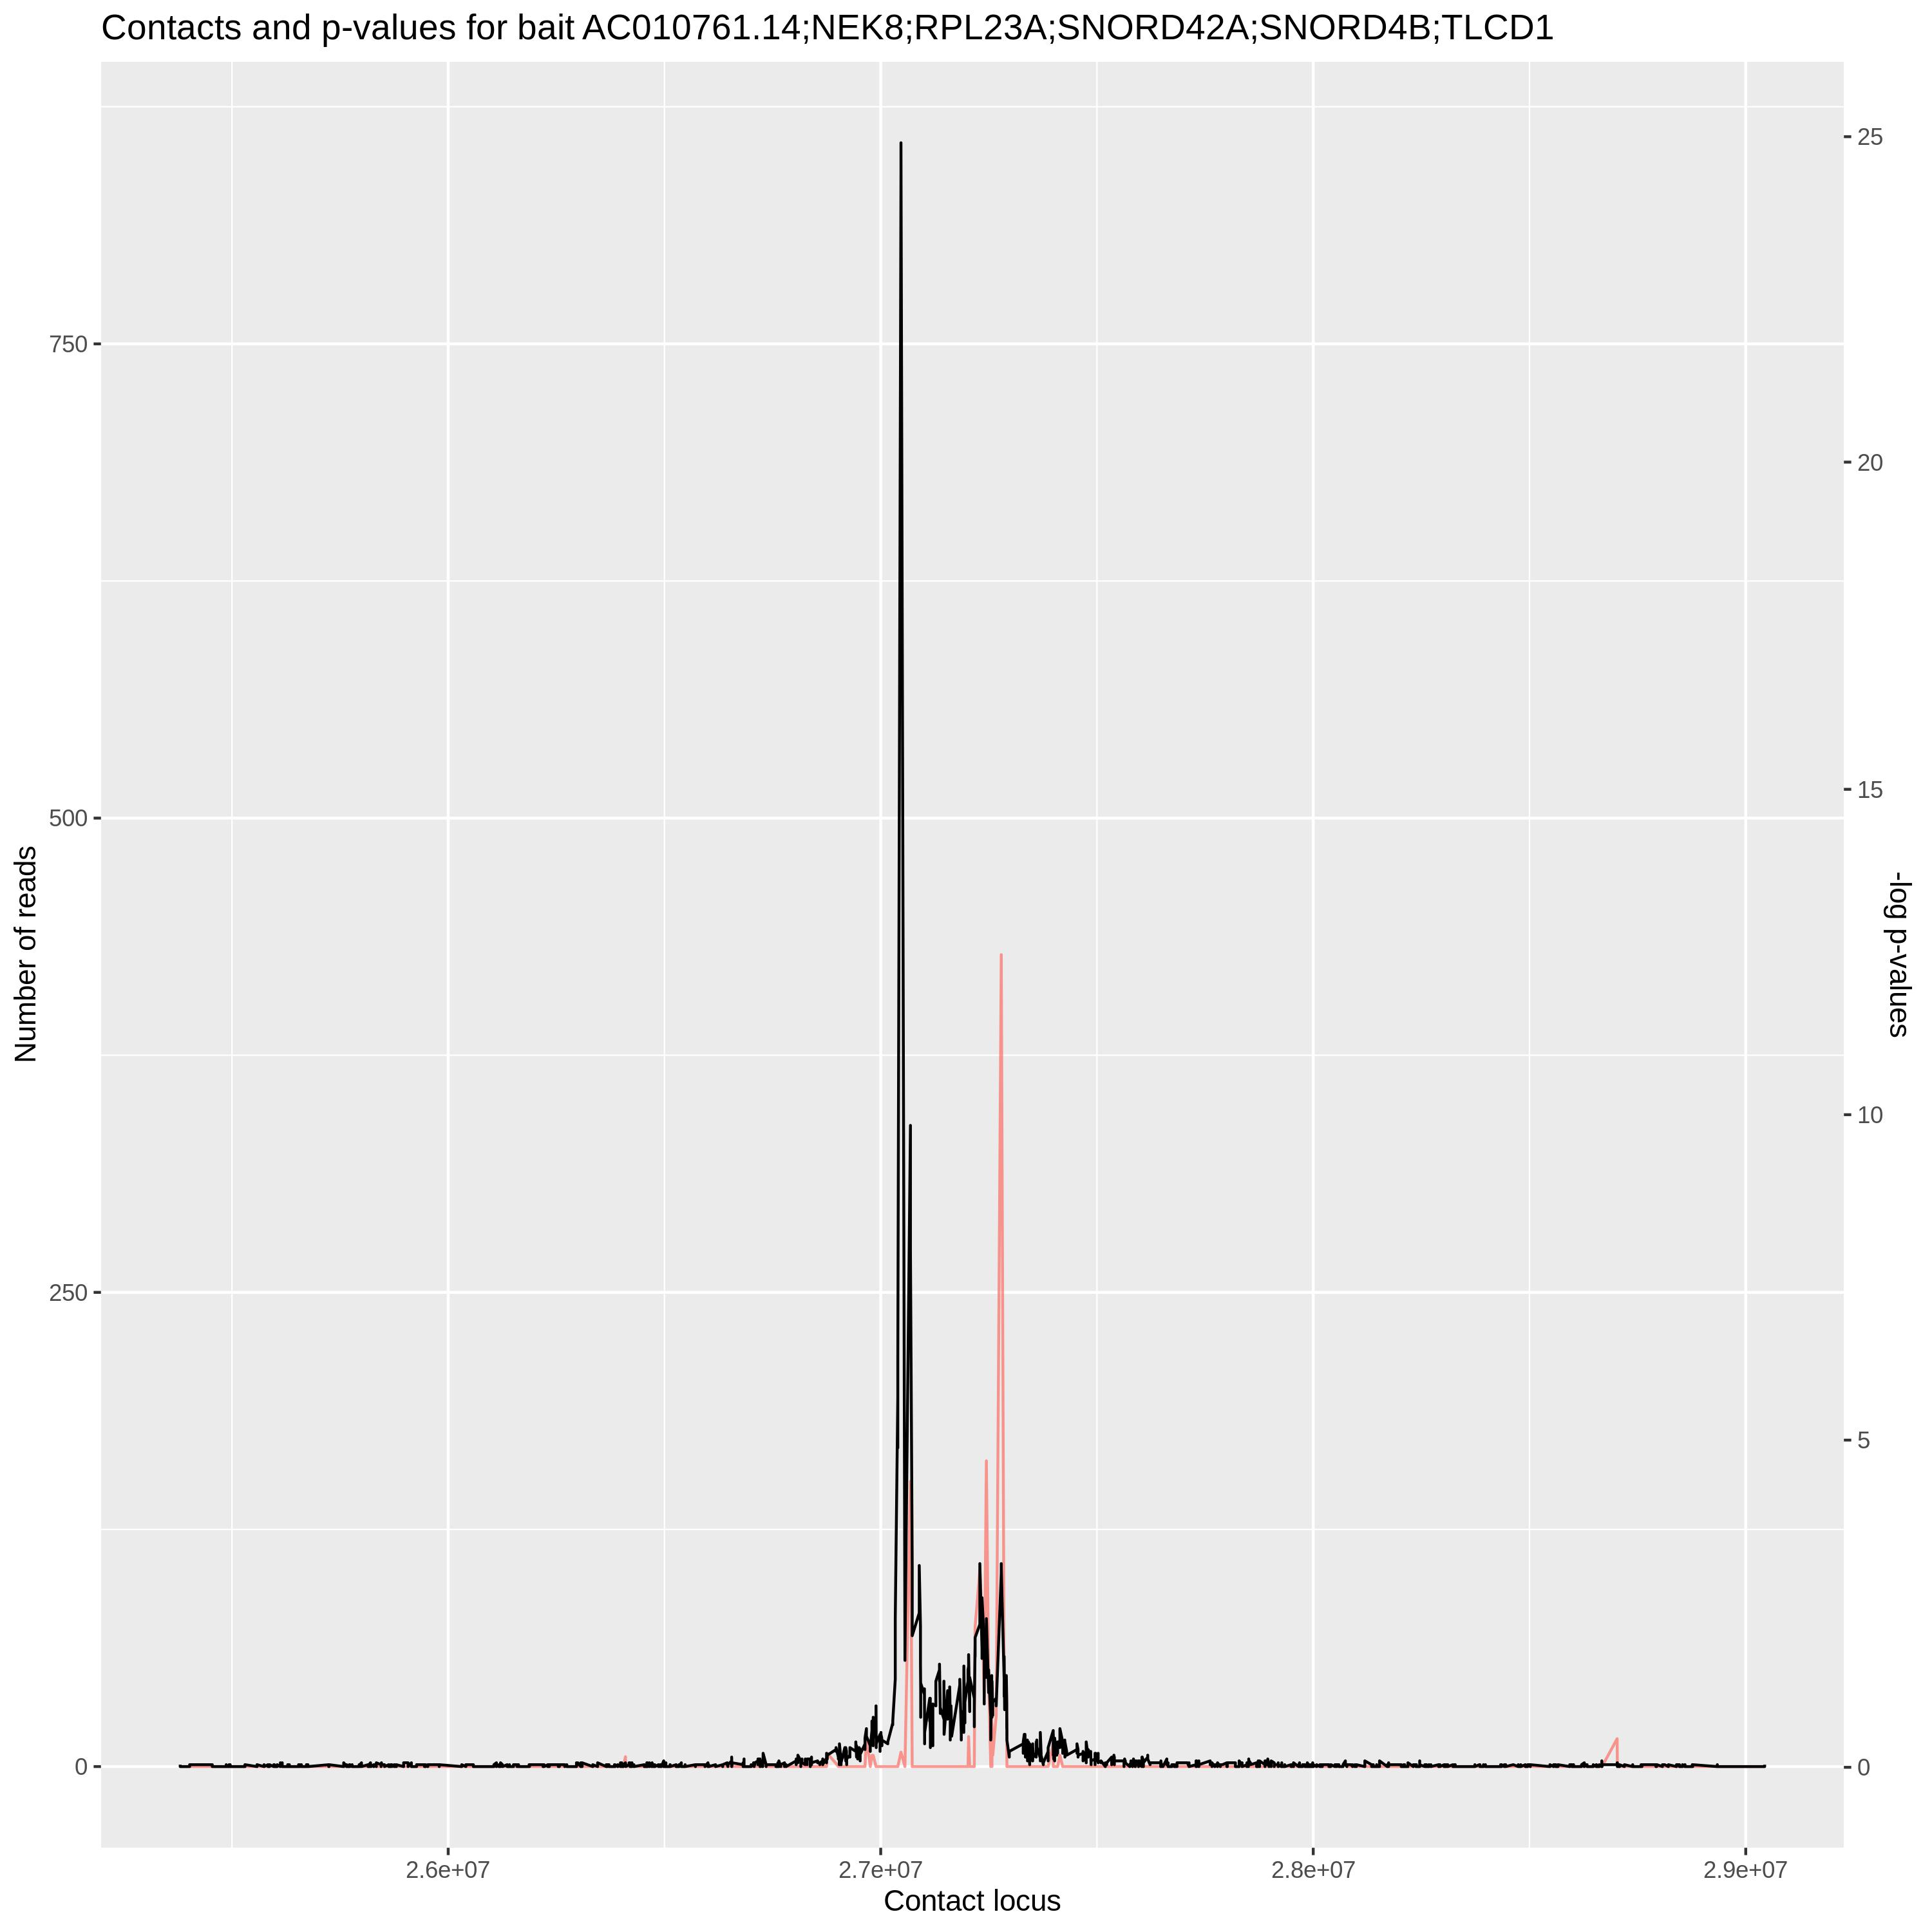 Contacts and p-values for bait AC010761.14;NEK8;RPL23A;SNORD42A;SNORD4B;TLCD1
Number of reads
750
500
250
0
25
20
15
10
5
0
-log p-values
2.6e+07
2.7e+07
2.8e+07
2.9e+07
Contact locus